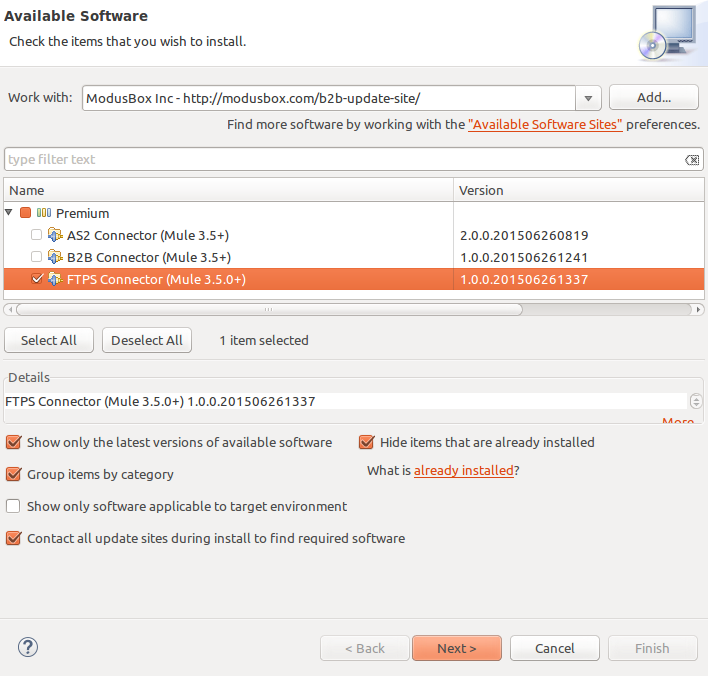 Available Software
Check the items that you wish to install.
Work with: ModusBox Inc - http://modusbox.com/b2b-update-site/ Add...
Find more software by working with the "Available Software Sites" preferences.
type filter text
Name Version
Premium
AS2 Connector (Mule 3.5+) 2.0.0.201506260819
B2B Connector (Mule 3.5+) 1.0.0.201506261241
FTPS Connector (Mule 3.5.0+) 1.0.0.201506261337
Select All Deselect All 1 item selected
Details
FTPS Connector (Mule 3.5.0+) 1.0.0.201506261337
More
Show only the latest versions of available software Hide items that are already installed
Group items by category What is already installed?
Show only software applicable to target environment
Contact all update sites during install to find required software
? < Back Next > Cancel Finish